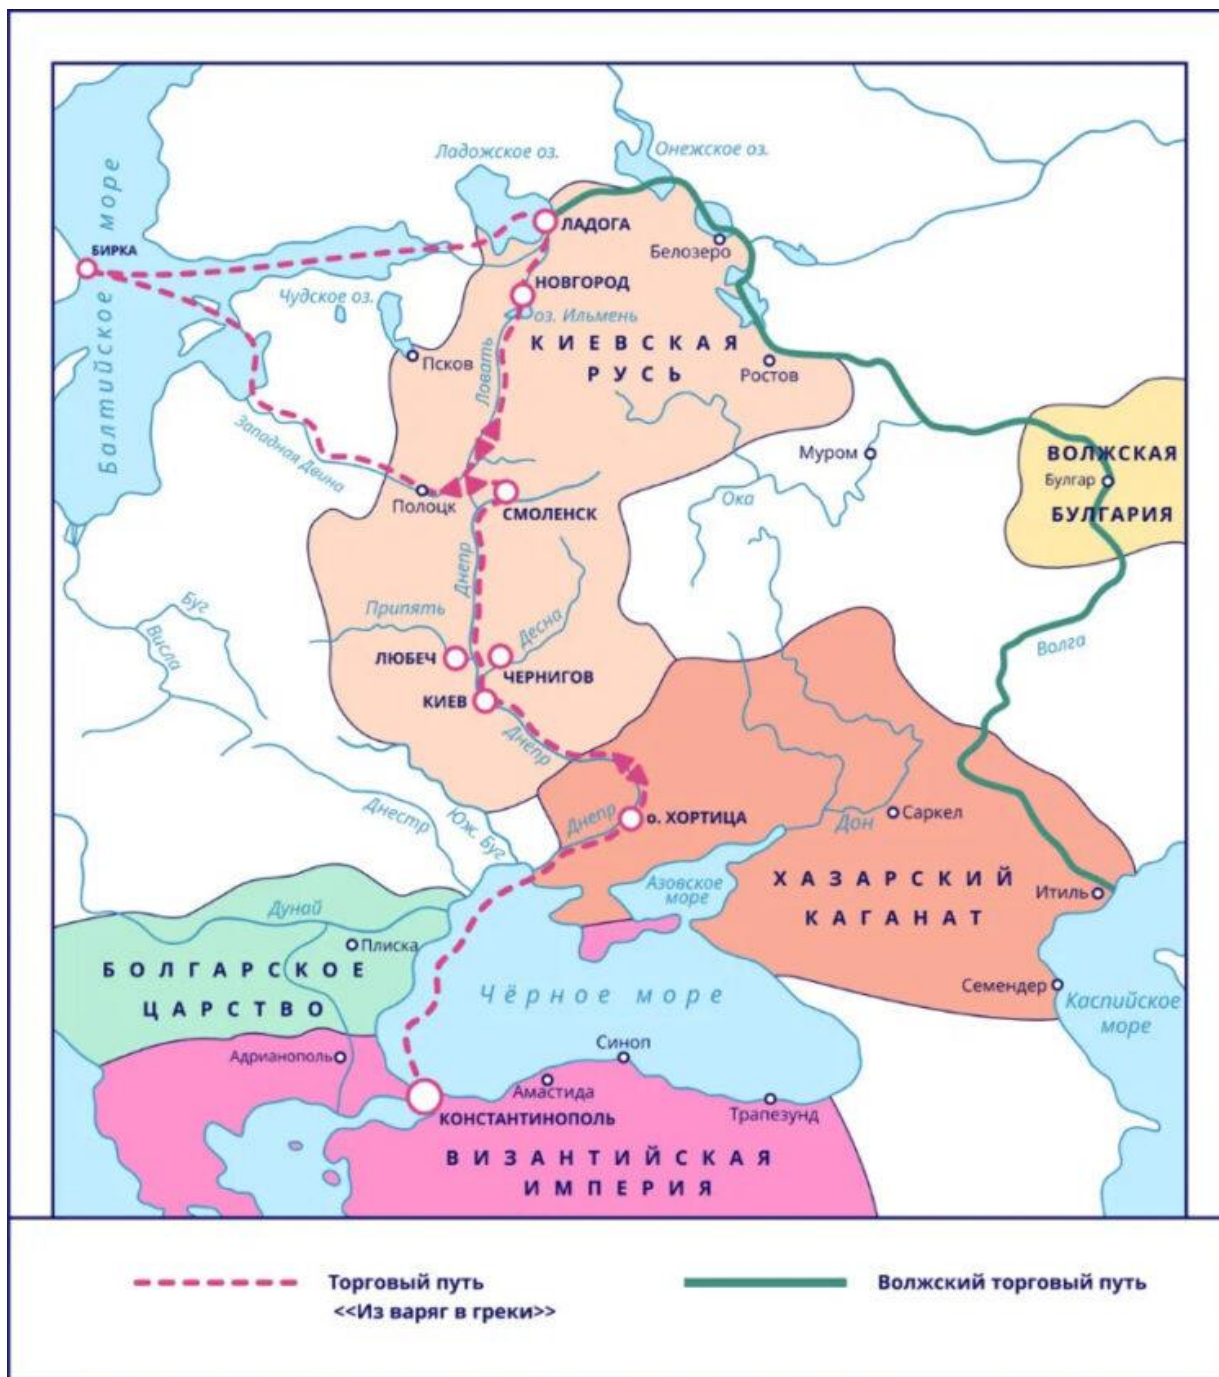 Ладожское оз.
Онежское оз.
ЛАДОГА
БИРКА
Белозеро
Балтийское море
Чудское оз.
НОВГОРОД
оз. Ильмень
КИЕВСКАЯ
РУСЬ
Псков
Ловать
Ростов
Западная Двина
Муром
ВОЛЖСКАЯ
Булгар
БУЛГАРИЯ
Полоцк
СМОЛЕНСК
Ока
Днепр
Буг
Висла
Припять
Десна
ЛЮБЕЧ
ЧЕРНИГОВ
КИЕВ
Волга
Днепр
Днестр
Юж. Буг
Днепр
о. ХОРТИЦА
Дон
Саркел
Азовское
море
ХАЗАРСКИЙ
КАГАНАТ
Итиль
Дунай
Плиска
БОЛГАРСКОЕ
ЦАРСТВО
Чёрное море
Семендер
Каспийское
море
Адрианополь
Синоп
Амастида
Трапезунд
КОНСТАНТИНОПОЛЬ
ВИЗАНТИЙСКАЯ
ИМПЕРИЯ
Торговый путь
<<Из варяг в греки>>
Волжский торговый путь